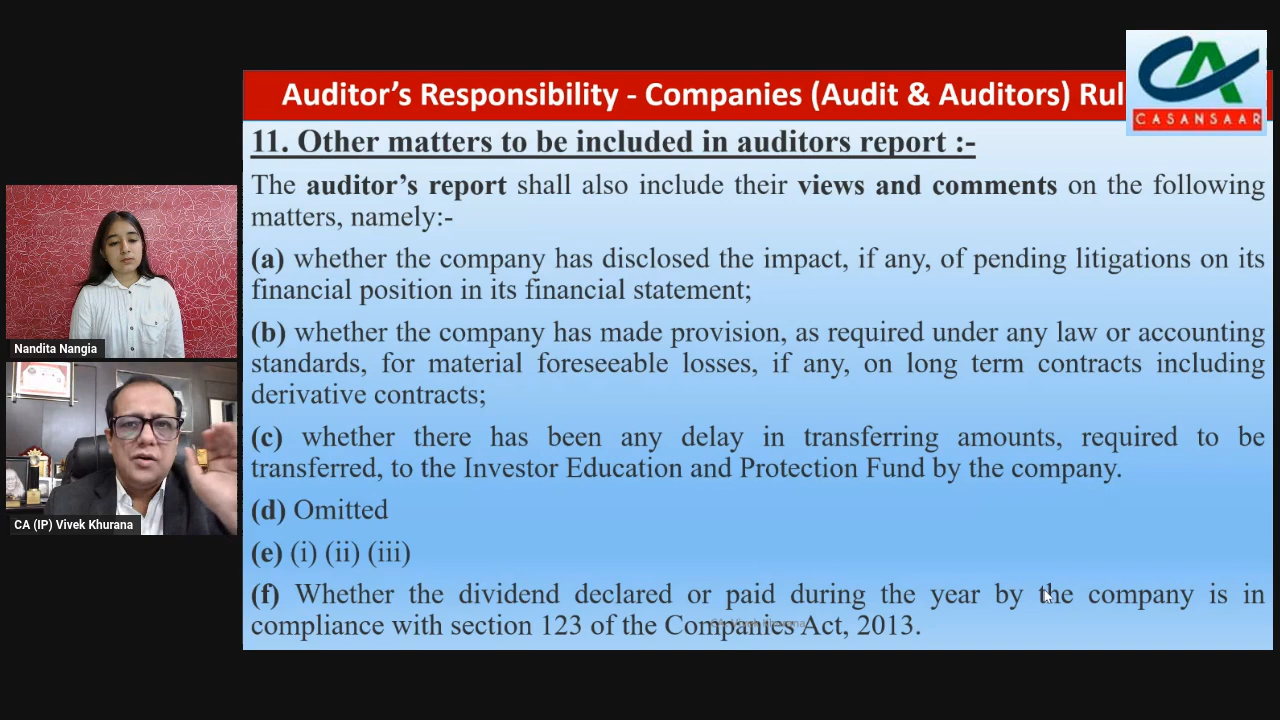 Auditor's Responsibility - Companies (Audit & Auditors) Rul
CA
CASANSAAR
11. Other matters to be included in auditors report :-
The auditor's report shall also include their views and comments on the following
matters, namely:-
(a) whether the company has disclosed the impact, if any, of pending litigations on its
financial position in its financial statement;
(b) whether the company has made provision, as required under any law or accounting
standards, for material foreseeable losses, if any, on long term contracts including
derivative contracts;
(c) whether there has been any delay in transferring amounts, required to be
transferred, to the Investor Education and Protection Fund by the company.
(d) Omitted
(e) (i) (ii) (iii)
(f) Whether the dividend declared or paid during the year by the company is in
compliance with section 123 of the Companies Act, 2013.
Nandita Nangia
CA (IP) Vivek Khurana